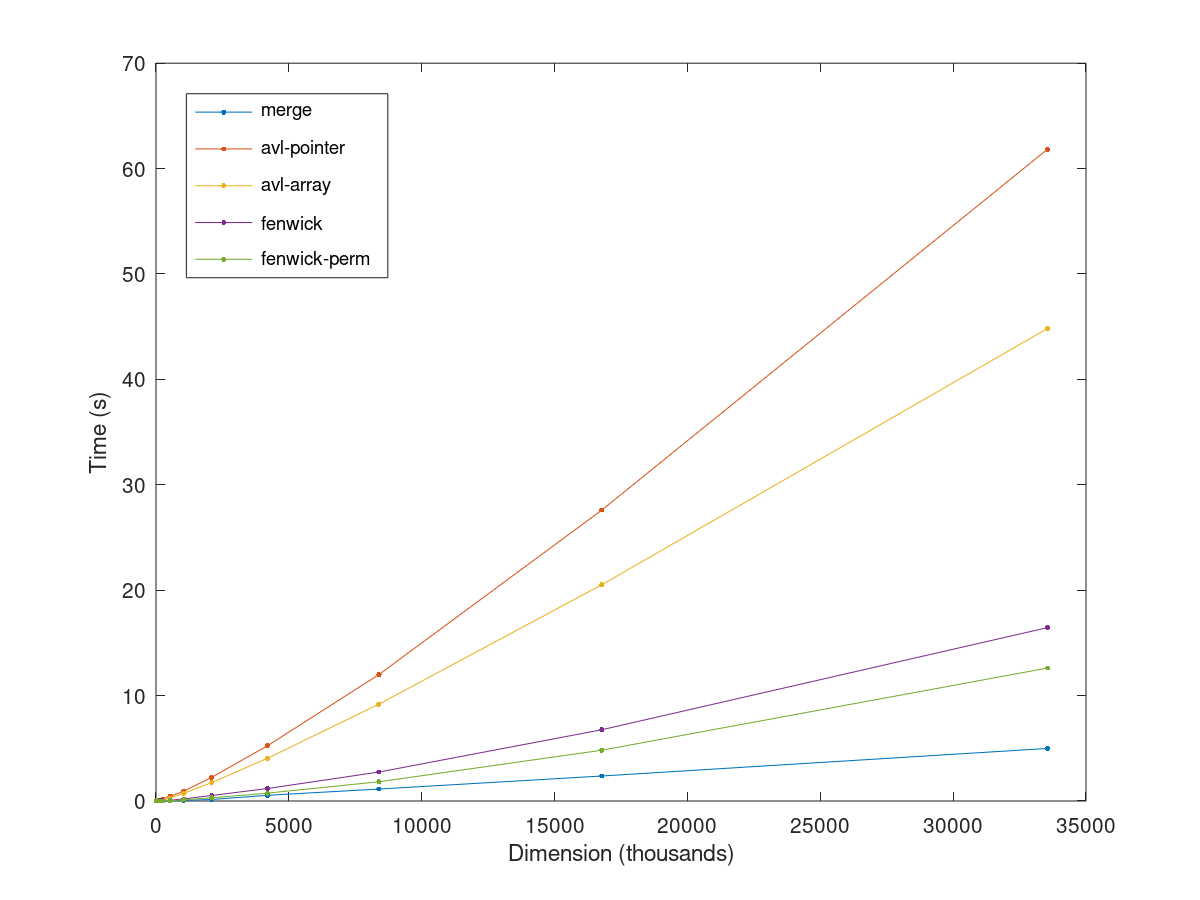 70
60
50
40
30
20
10
0
Time (s)
merge
avl-pointer
avl-array
fenwick
fenwick-perm
0 5000 10000 15000 20000 25000 30000 35000
Dimension (thousands)